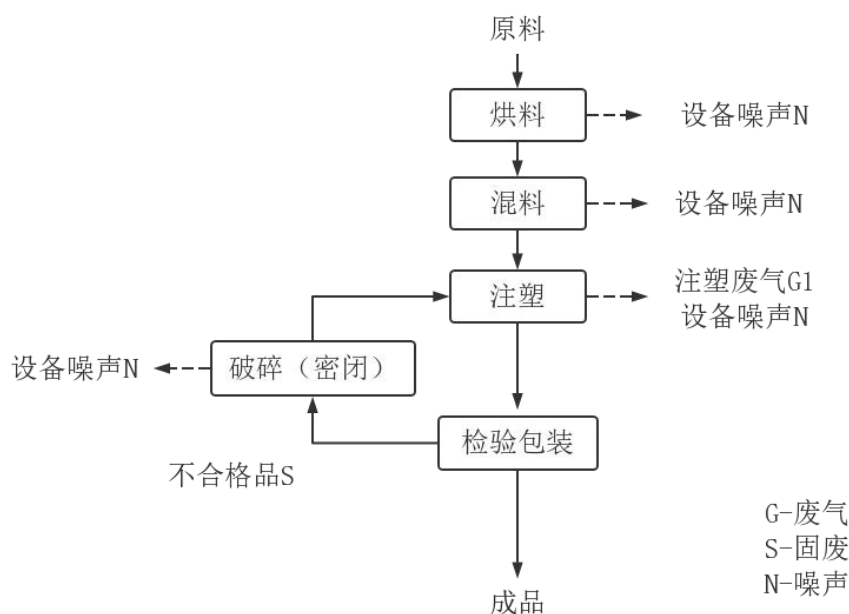 原料
烘料
设备噪声N
混料
设备噪声N
注塑
注塑废气G1
设备噪声N
设备噪声N
破碎（密闭）
检验包装
不合格品S
G-废气
S-固废
N-噪声
成品